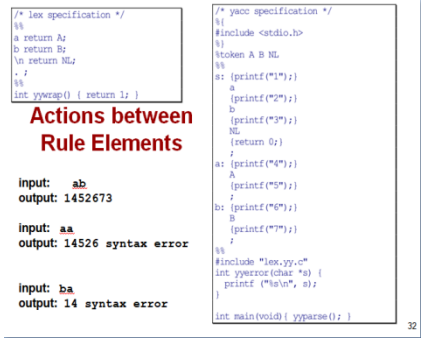 /* lex specification */
%%
a return A;
b return B;
\n return NL;
. ;
%%
int yywrap() { return 1; }
Actions between
Rule Elements
input: ab
output: 1452673
input: aa
output: 14526 syntax error
input: ba
output: 14 syntax error
/* yacc specification */
%{
#include <stdio.h>
%}
%token A B NL
%%
s: {printf("1");}
a
{printf("2");}
b
{printf("3");}
NL
{return 0;}
;
a: {printf("4");}
A
{printf("5");}
;
b: {printf("6");}
B
{printf("7");}
;
%%
#include "lex.yy.c"
int yyerror(char *s) {
printf ("%s\n", s);
}
int main(void){ yyparse(); }
32